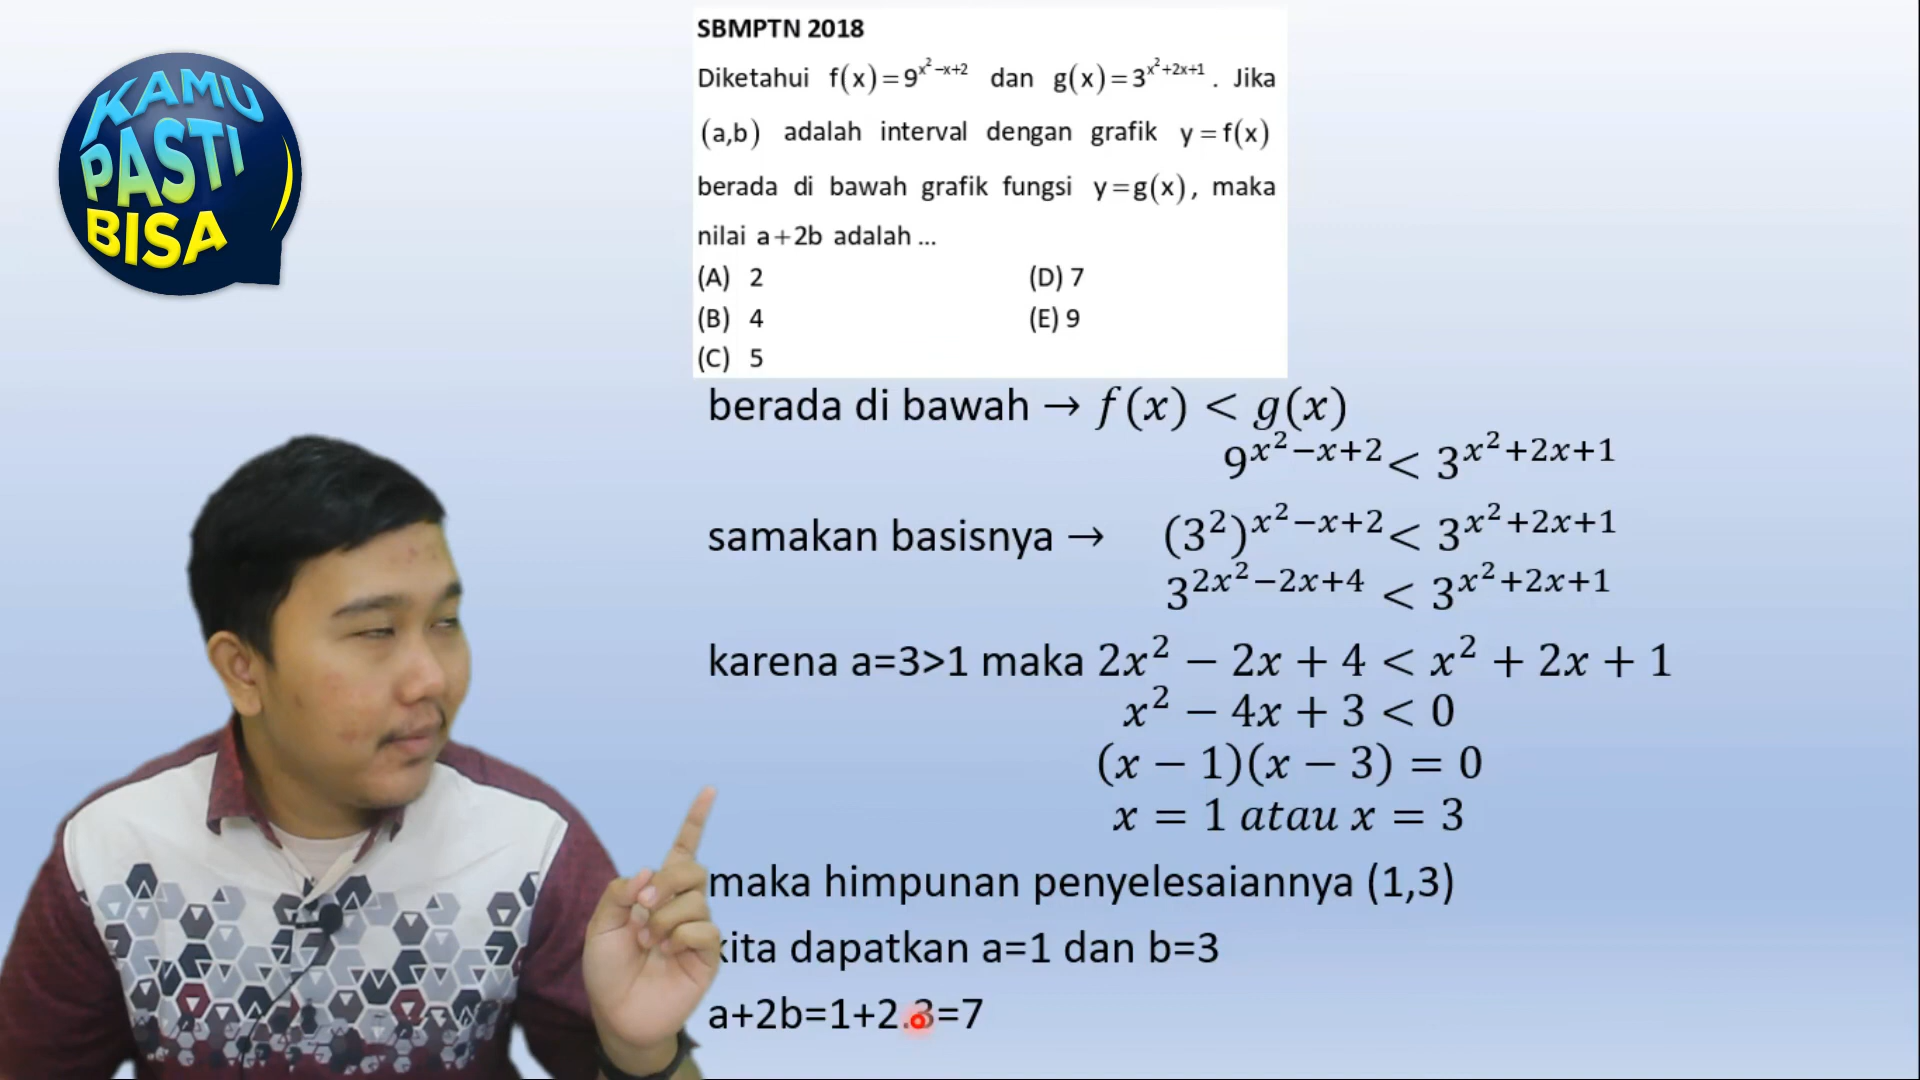 KAMU
PASTI
BISA
SBMPTN 2018
Diketahui f(x)=9^{x²-x+2} dan g(x)=3^{x²+2x+1}. Jika
(a,b) adalah interval dengan grafik y=f(x)
berada di bawah grafik fungsi y=g(x), maka
nilai a+2b adalah ...
(A) 2 (D) 7
(B) 4 (E) 9
(C) 5
berada di bawah → f(x) < g(x)
9^{x²−x+2} < 3^{x²+2x+1}
samakan basisnya → (3²)^{x²−x+2} < 3^{x²+2x+1}
3^{2x²−2x+4} < 3^{x²+2x+1}
karena a=3>1 maka 2x² − 2x + 4 < x² + 2x + 1
x² − 4x + 3 < 0
(x − 1)(x − 3) = 0
x = 1 atau x = 3
maka himpunan penyelesaiannya (1,3)
kita dapatkan a=1 dan b=3
a+2b=1+2.3=7